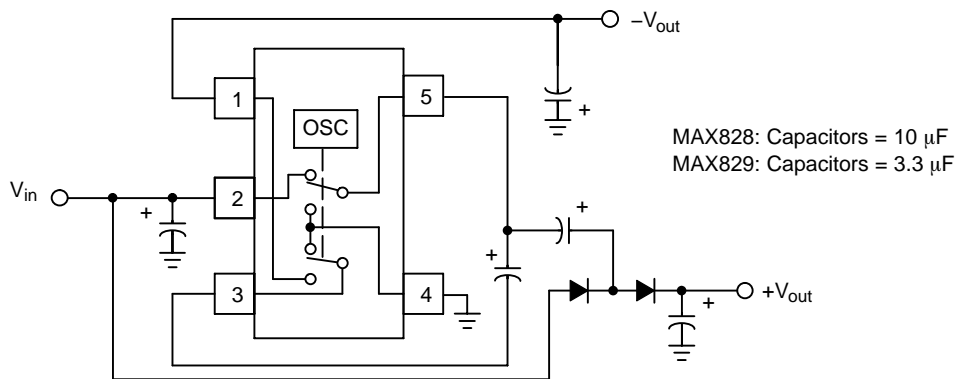 −Vout
+
1
5
OSC
MAX828: Capacitors = 10 μF
MAX829: Capacitors = 3.3 μF
Vin
+
2
+
+
3
4
+
+Vout